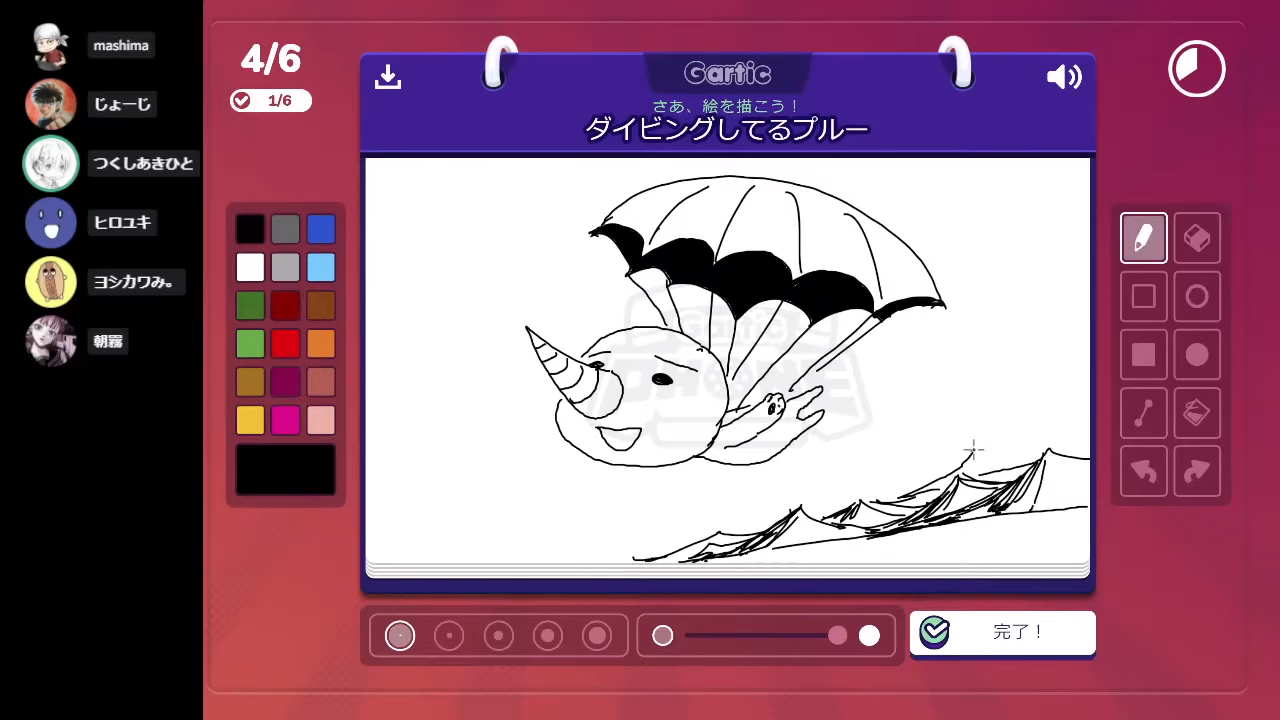 mashima
じょーじ
つくしあきひと
ヒロユキ
ヨシカワみ。
朝霧
4/6
1/6
Gartic
さあ、絵を描こう！
ダイビングしてるプルー
Gartic
PHONE
完了！